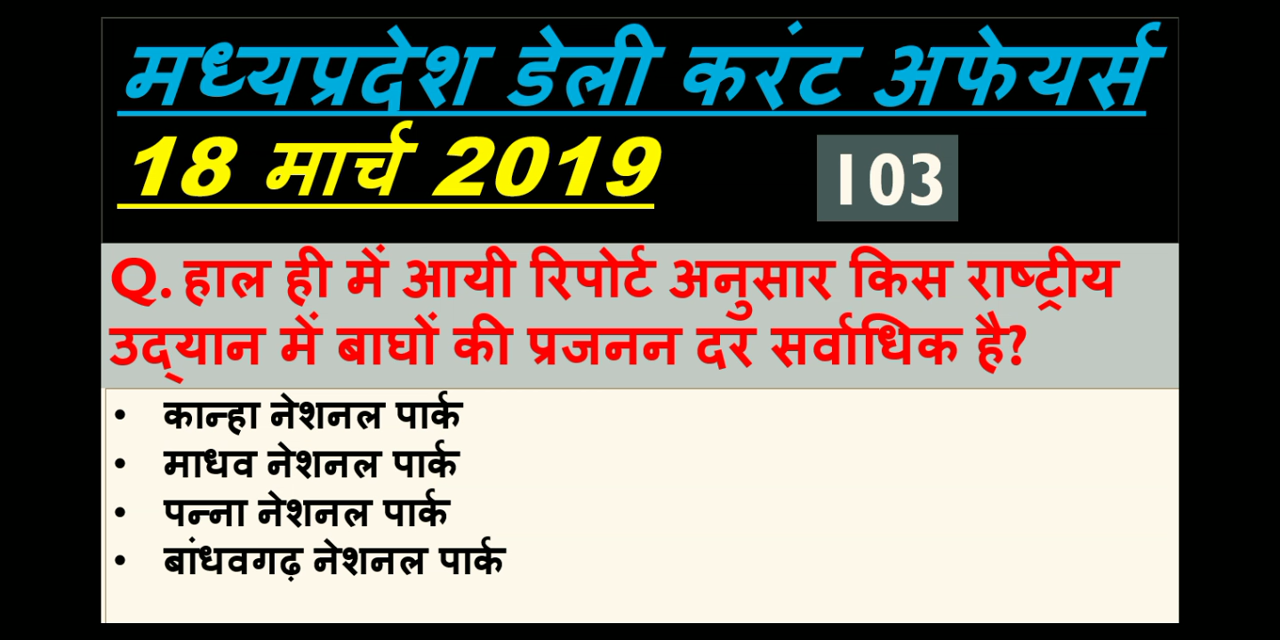 मध्यप्रदेश डेली करंट अफेयर्स
18 मार्च 2019
103
Q. हाल ही में आयी रिपोर्ट अनुसार किस राष्ट्रीय
उद्यान में बाघों की प्रजनन दर सर्वाधिक है?
• कान्हा नेशनल पार्क
• माधव नेशनल पार्क
• पन्ना नेशनल पार्क
• बांधवगढ़ नेशनल पार्क